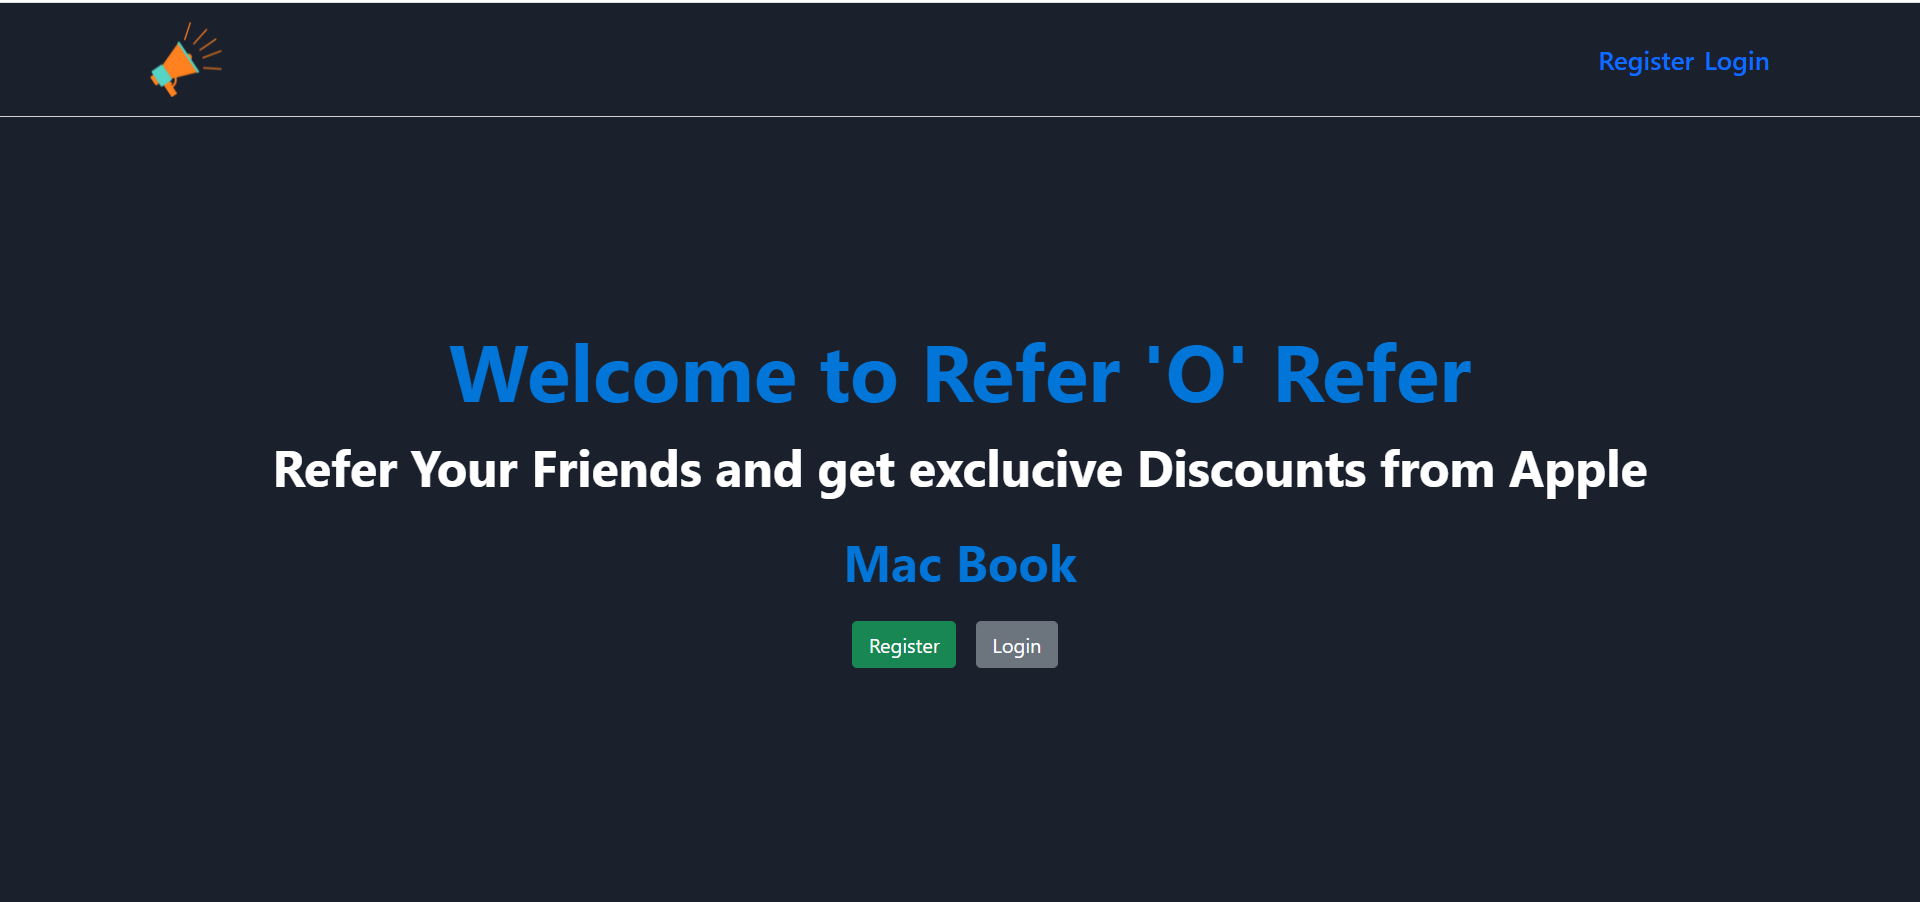 Register Login
Welcome to Refer 'O' Refer
Refer Your Friends and get exclucive Discounts from Apple
Mac Book
Register Login